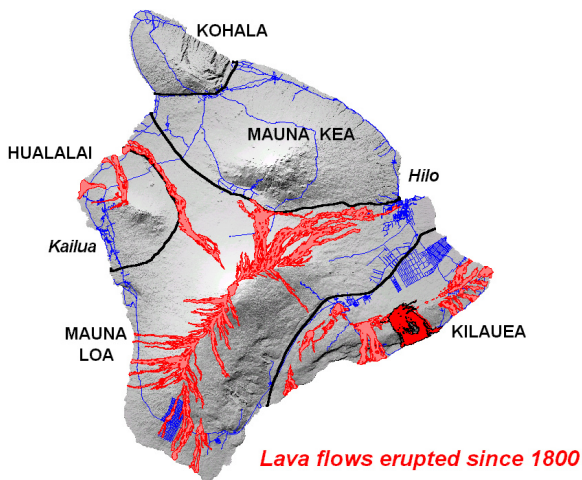 KOHALA
MAUNA KEA
HUALALAI
Hilo
Kailua
MAUNA
LOA
KILAUEA
Lava flows erupted since 1800